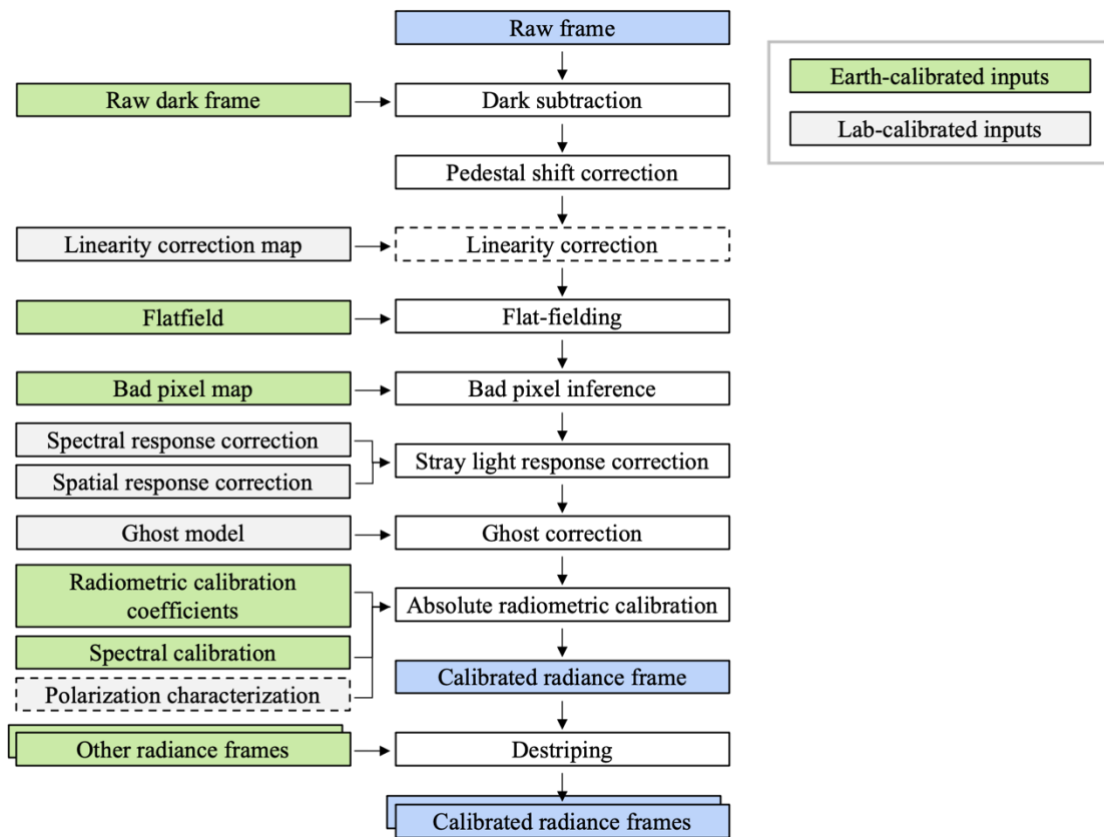 Raw frame
Earth-calibrated inputs
Lab-calibrated inputs
Raw dark frame
Dark subtraction
Pedestal shift correction
Linearity correction map
Linearity correction
Flatfield
Flat-fielding
Bad pixel map
Bad pixel inference
Spectral response correction
Spatial response correction
Stray light response correction
Ghost model
Ghost correction
Radiometric calibration
coefficients
Spectral calibration
Polarization characterization
Absolute radiometric calibration
Calibrated radiance frame
Other radiance frames
Destriping
Calibrated radiance frames